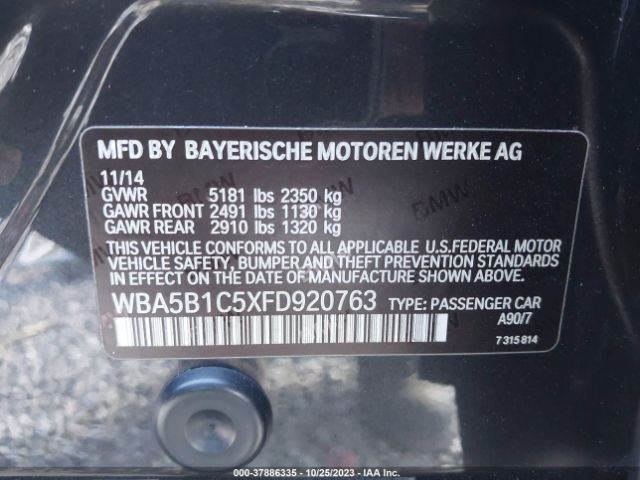 MFD BY BAYERISCHE MOTOREN WERKE AG
11/14
GVWR 5181 lbs 2350 kg
GAWR FRONT 2491 lbs 1130 kg
GAWR REAR 2910 lbs 1320 kg
THIS VEHICLE CONFORMS TO ALL APPLICABLE U.S.FEDERAL MOTOR
VEHICLE SAFETY, BUMPER AND THEFT PREVENTION STANDARDS
IN EFFECT ON THE DATE OF MANUFACTURE SHOWN ABOVE.
WBA5B1C5XFD920763 TYPE: PASSENGER CAR
A90/7
7 315 814
000-37886335 - 10/25/2023 - IAA Inc.